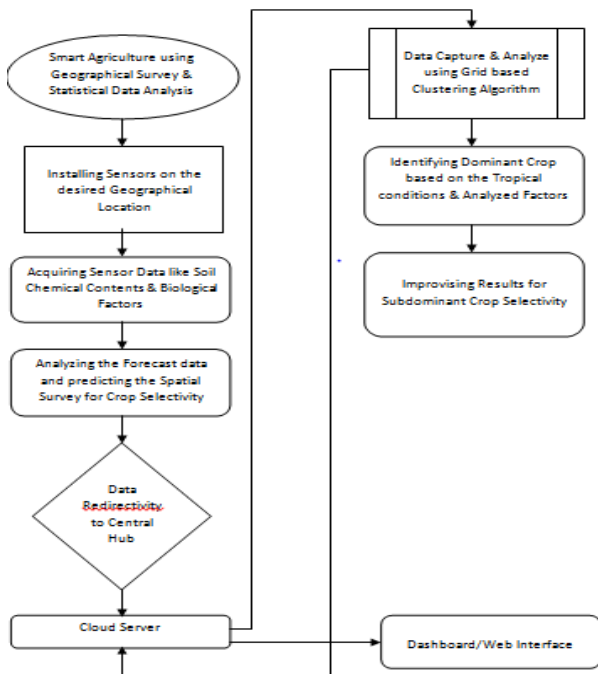 Smart Agriculture using
Geographical Survey &
Statistical Data Analysis
Installing Sensors on the
desired Geographical
Location
Acquiring Sensor Data like Soil
Chemical Contents & Biological
Factors
Analyzing the Forecast data
and predicting the Spatial
Survey for Crop Selectivity
Data
Redirectivity
to Central
Hub
Cloud Server
Data Capture & Analyze
using Grid based
Clustering Algorithm
Identifying Dominant Crop
based on the Tropical
conditions & Analyzed Factors
Improvising Results for
Subdominant Crop Selectivity
Dashboard/Web Interface